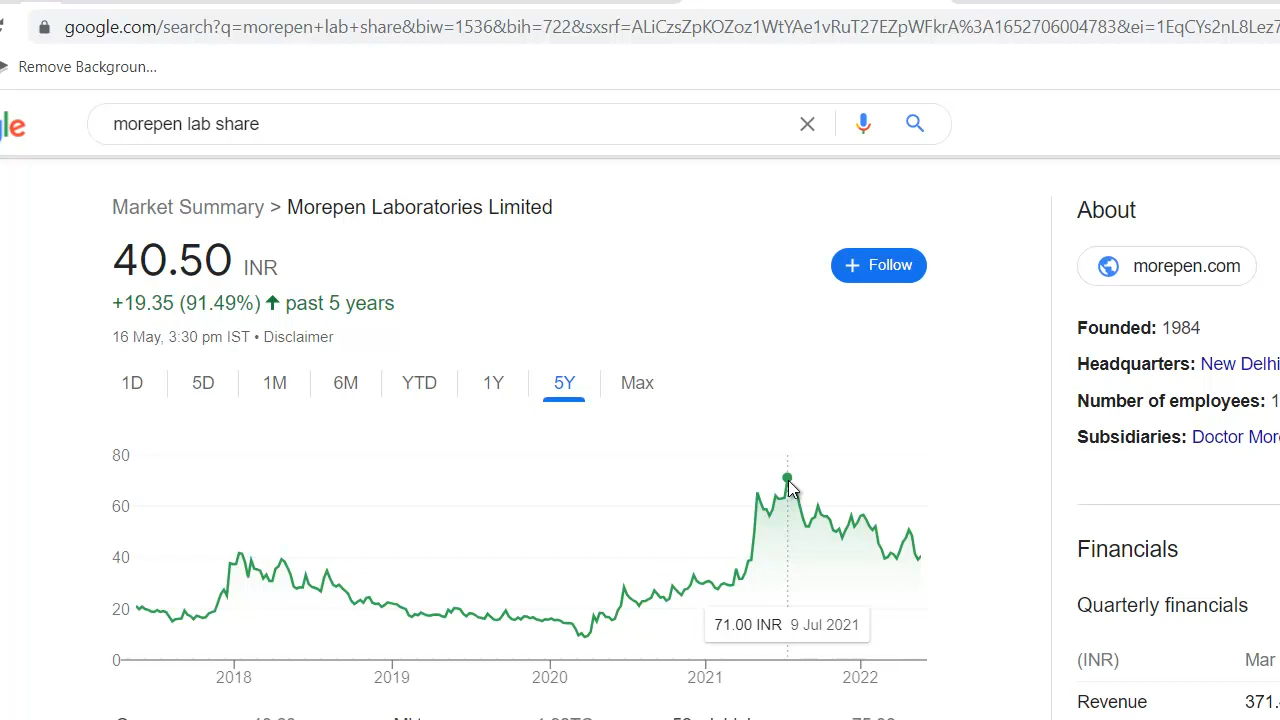 google.com/search?q=morepen+lab+share&biw=1536&bih=722&sxsrf=ALiCzsZpKOZoz1WtYAe1vRuT27EZpWFkrA%3A1652706004783&ei=1EqCYs2nL8Lez7
Remove Backgroun...
le
morepen lab share
Market Summary > Morepen Laboratories Limited
40.50 INR
+ Follow
+19.35 (91.49%) ↑ past 5 years
16 May, 3:30 pm IST • Disclaimer
1D 5D 1M 6M YTD 1Y 5Y Max
80
60
40
20
0
71.00 INR 9 Jul 2021
2018 2019 2020 2021 2022
About
morepen.com
Founded: 1984
Headquarters: New Delhi
Number of employees: 1
Subsidiaries: Doctor Mor
Financials
Quarterly financials
(INR) Mar
Revenue 371.